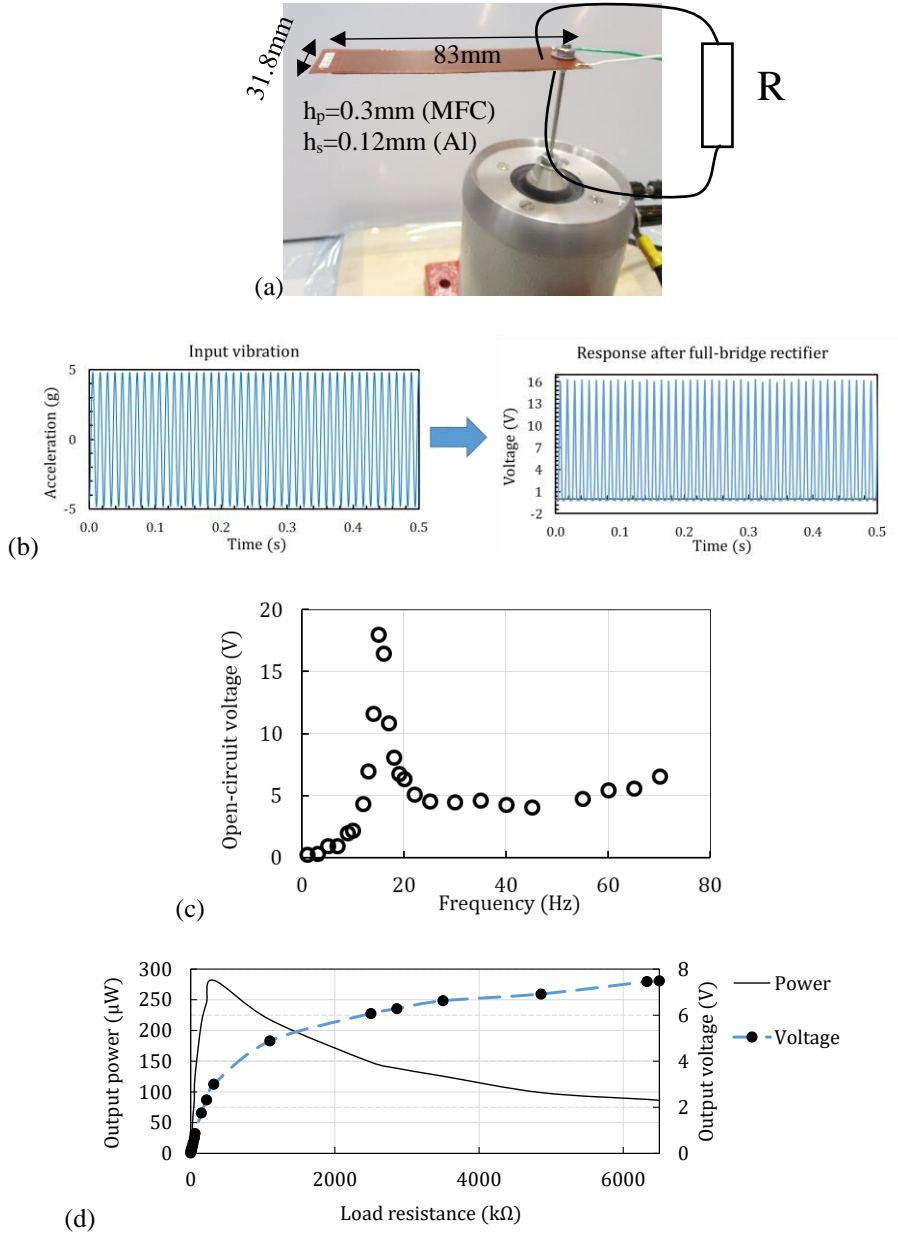 31.8mm
83mm
hₚ=0.3mm (MFC)
hₛ=0.12mm (Al)
R
(a)
Input vibration
Acceleration (g)
5
0
-5
0.0 0.1 0.2 0.3 0.4 0.5
Time (s)
Response after full-bridge rectifier
Voltage (V)
16
13
10
7
4
1
-2
0.0 0.1 0.2 0.3 0.4 0.5
Time (s)
(b)
Open-circuit voltage (V)
20
15
10
5
0
0 20 40 60 80
Frequency (Hz)
(c)
Output power (μW)
300
250
200
150
100
50
0
0 2000 4000 6000
Load resistance (kΩ)
8
6
4
2
0
Output voltage (V)
Power
Voltage
(d)